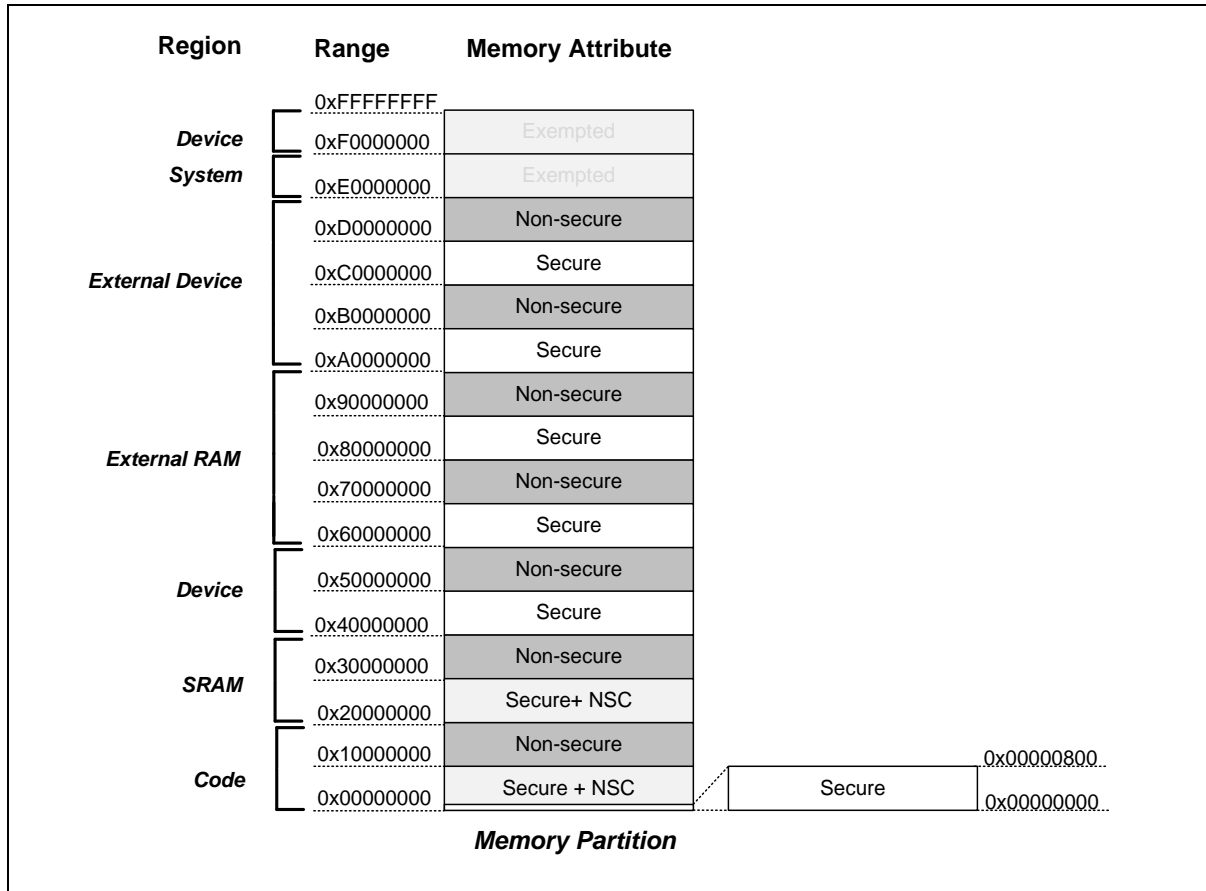 Region Range Memory Attribute
0xFFFFFFFF
Device 0xF0000000 Exempted
System 0xE0000000 Exempted
0xD0000000 Non-secure
External Device 0xC0000000 Secure
0xB0000000 Non-secure
0xA0000000 Secure
0x90000000 Non-secure
External RAM 0x80000000 Secure
0x70000000 Non-secure
0x60000000 Secure
Device 0x50000000 Non-secure
0x40000000 Secure
0x30000000 Non-secure
SRAM 0x20000000 Secure+ NSC
0x10000000 Non-secure 0x00000800
Code 0x00000000 Secure + NSC Secure 0x00000000
Memory Partition